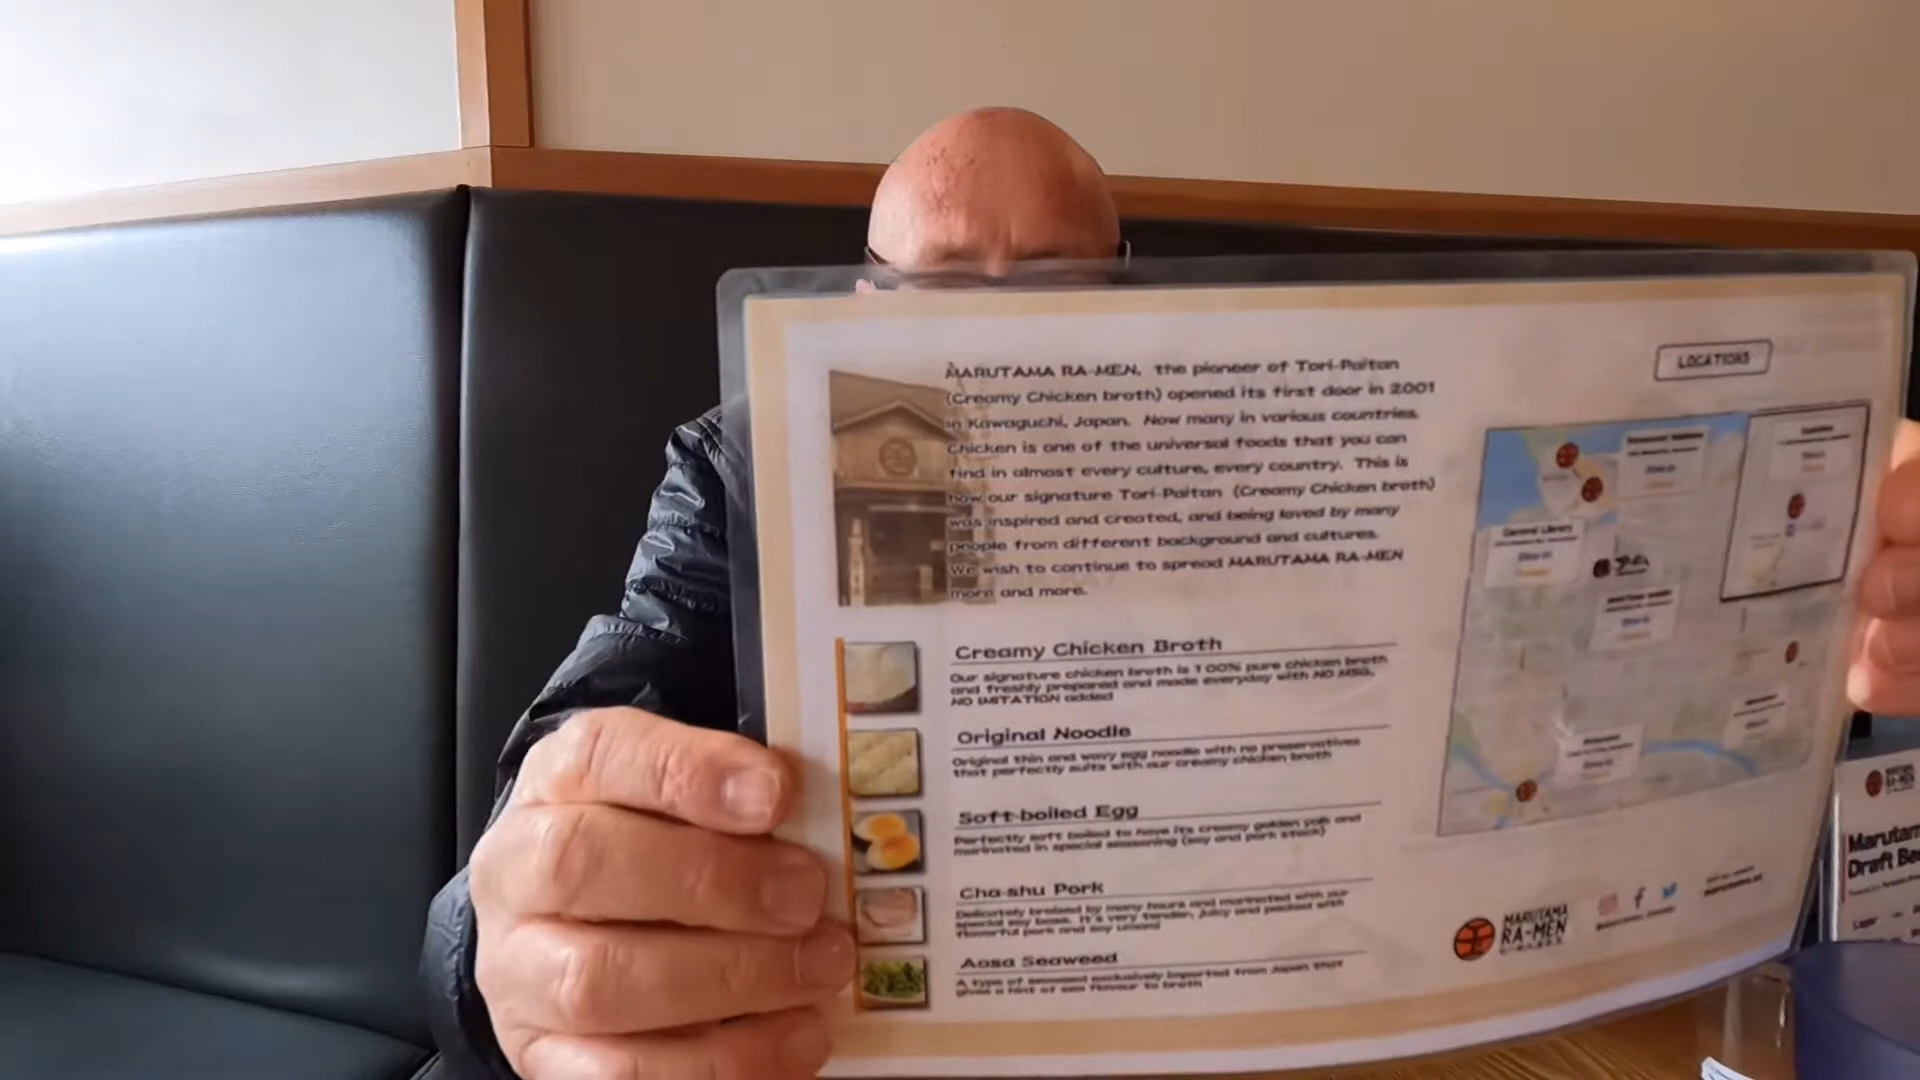 MARUTAMA RA-MEN, the pioneer of Tori-Paitan
(Creamy Chicken broth) opened its first door in 2001
in Kawaguchi, Japan. Now many in various countries.
Chicken is one of the universal foods that you can
find in almost every culture, every country. This is
how our signature Tori-Paitan (Creamy Chicken broth)
was inspired and created, and being loved by many
people from different background and cultures.
We wish to continue to spread MARUTAMA RA-MEN
more and more.
Creamy Chicken Broth
Our signature chicken broth is 100% pure chicken broth
and freshly prepared and made everyday with NO MSG,
NO IMITATION added
Original Noodle
Original thin and wavy egg noodle with no preservatives
that perfectly suits with our creamy chicken broth
Soft-boiled Egg
Perfectly soft boiled to have its creamy golden yolk and
marinated in special seasoning (soy and pork stock)
Cha-shu Pork
Delicately braised by many hours and marinated with our
special soy base. It's very tender, juicy and packed with
flavorful pork and soy umami
Aosa Seaweed
A type of seaweed exclusively imported from Japan that
gives a hint of sea flavour to broth
LOCATIONS
Central Library
MARUTAMA
RA-MEN
MARUTAMA
RA-MEN
Marutam
Draft Be
Lager